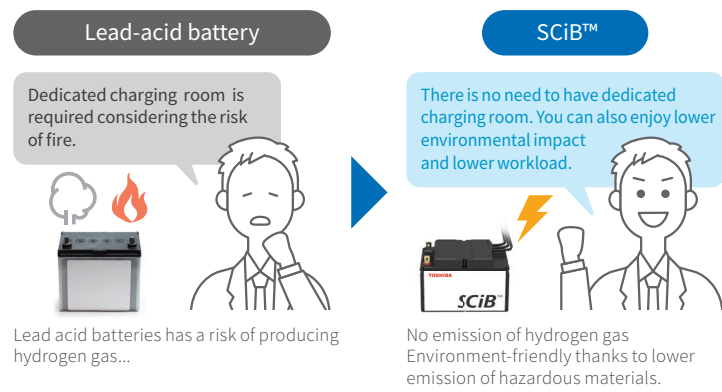 Lead-acid battery
Dedicated charging room is
required considering the risk
of fire.
Lead acid batteries has a risk of producing
hydrogen gas...
SCiB™
There is no need to have dedicated
charging room. You can also enjoy lower
environmental impact
and lower workload.
TOSHIBA
SCiB™
No emission of hydrogen gas
Environment-friendly thanks to lower
emission of hazardous materials.